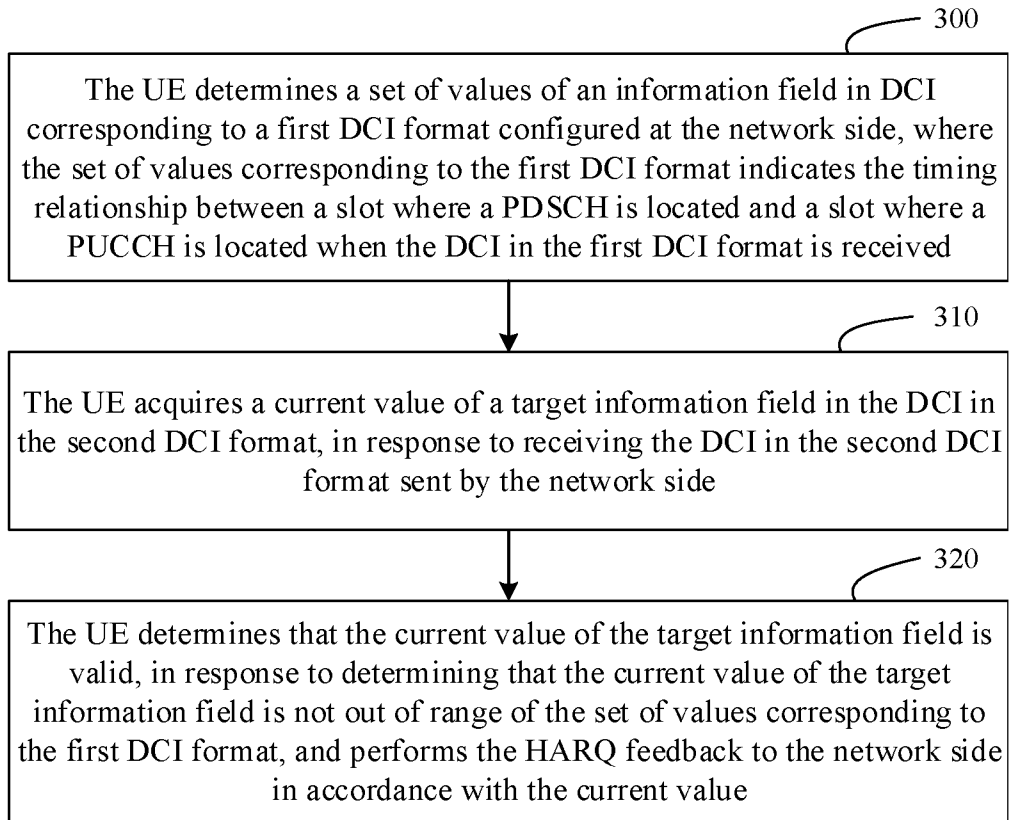 300
The UE determines a set of values of an information field in DCI
corresponding to a first DCI format configured at the network side, where
the set of values corresponding to the first DCI format indicates the timing
relationship between a slot where a PDSCH is located and a slot where a
PUCCH is located when the DCI in the first DCI format is received
310
The UE acquires a current value of a target information field in the DCI in
the second DCI format, in response to receiving the DCI in the second DCI
format sent by the network side
320
The UE determines that the current value of the target information field is
valid, in response to determining that the current value of the target
information field is not out of range of the set of values corresponding to
the first DCI format, and performs the HARQ feedback to the network side
in accordance with the current value